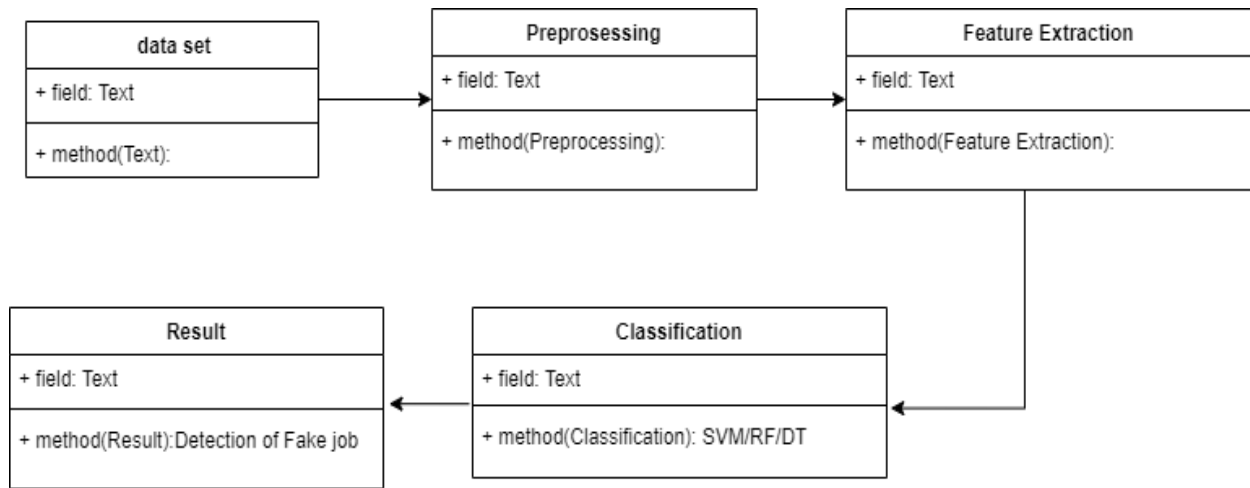 data set
+ field: Text
+ method(Text):
Preprosessing
+ field: Text
+ method(Preprocessing):
Feature Extraction
+ field: Text
+ method(Feature Extraction):
Classification
+ field: Text
+ method(Classification): SVM/RF/DT
Result
+ field: Text
+ method(Result):Detection of Fake job